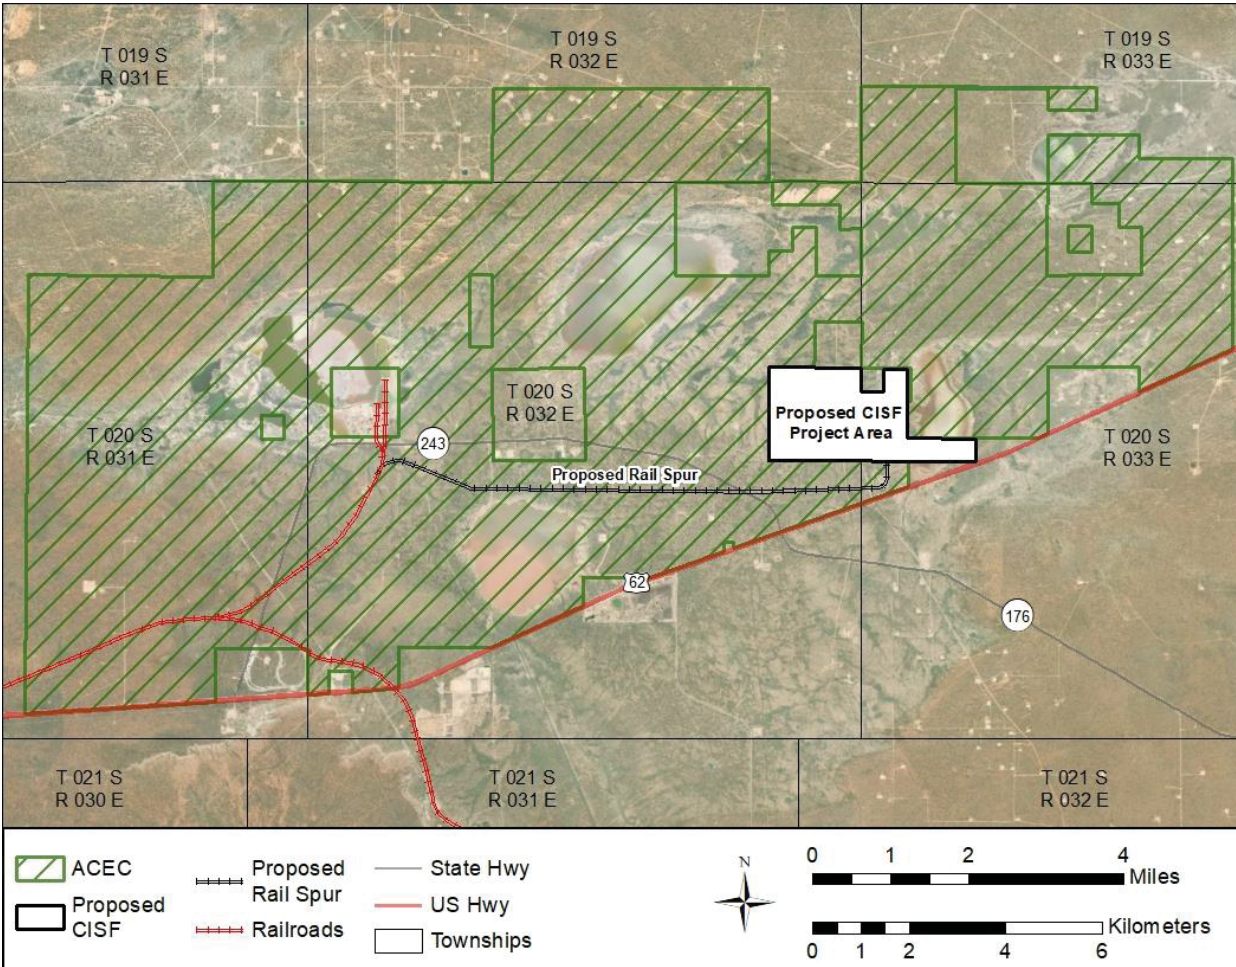 T 019 S
R 031 E
T 019 S
R 032 E
T 019 S
R 033 E
T 020 S
R 032 E
Proposed CISF
Project Area
T 020 S
R 031 E
243
T 020 S
R 033 E
Proposed Rail Spur
62
176
T 021 S
R 030 E
T 021 S
R 031 E
T 021 S
R 032 E
ACEC
Proposed
CISF
Proposed
Rail Spur
Railroads
State Hwy
US Hwy
Townships
N
0 1 2 4
Miles
Kilometers
0 1 2 4 6